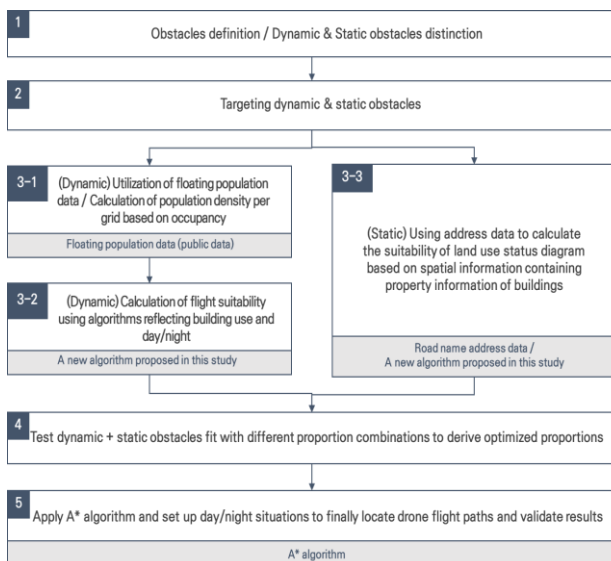 1
Obstacles definition / Dynamic & Static obstacles distinction
2
Targeting dynamic & static obstacles
3-1
(Dynamic) Utilization of floating population
data / Calculation of population density per
grid based on occupancy
Floating population data (public data)
3-2
(Dynamic) Calculation of flight suitability
using algorithms reflecting building use and
day/night
A new algorithm proposed in this study
3-3
(Static) Using address data to calculate
the suitability of land use status diagram
based on spatial information containing
property information of buildings
Road name address data /
A new algorithm proposed in this study
4
Test dynamic + static obstacles fit with different proportion combinations to derive optimized proportions
5
Apply A* algorithm and set up day/night situations to finally locate drone flight paths and validate results
A* algorithm